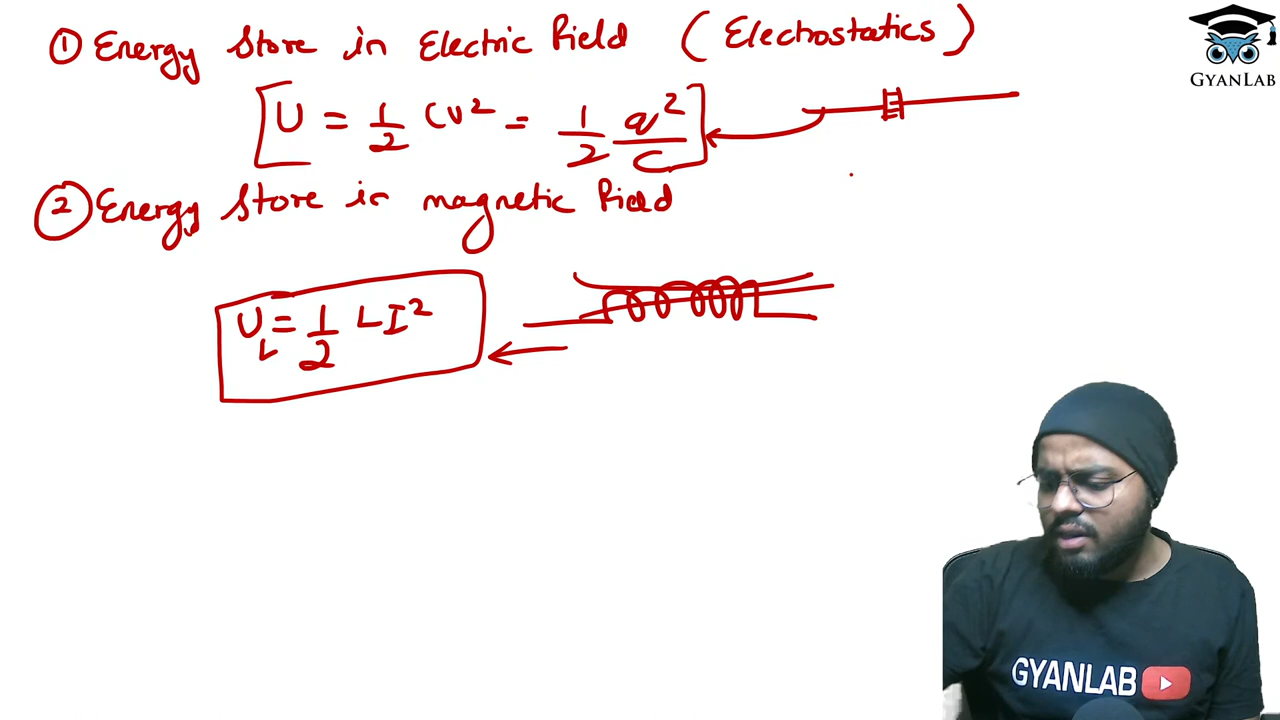 ① Energy Store in Electric Field (Electrostatics)
[U = 1/2 CV² = 1/2 q²/C]
② Energy Store in magnetic Field
U_L = 1/2 LI²
GYANLAB
GYANLAB